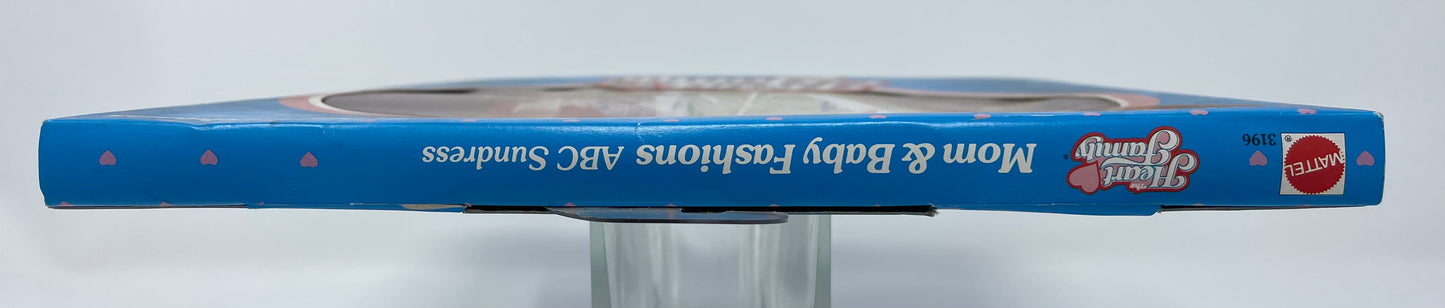 MATTEL
®
3196
The
Heart
Family
®
Mom & Baby Fashions ABC Sundress